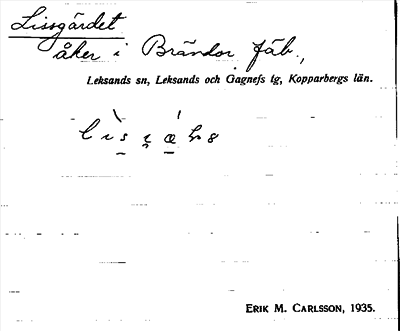 Lissgärdet
åker i Brändor fäb.,
Leksands sn, Leksands och Gagnefs tg, Kopparbergs län.
ERIK M. CARLSSON, 1935.